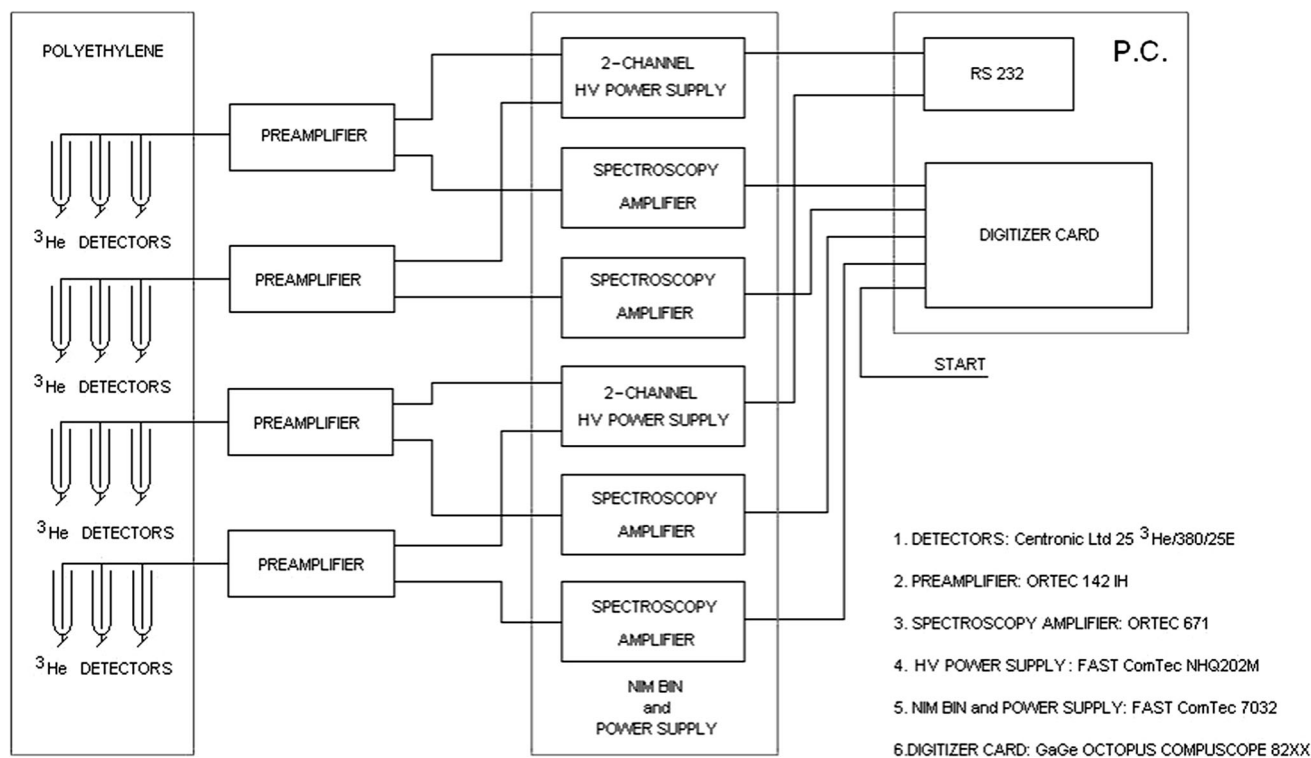 POLYETHYLENE
³He DETECTORS
³He DETECTORS
³He DETECTORS
³He DETECTORS
PREAMPLIFIER
PREAMPLIFIER
PREAMPLIFIER
PREAMPLIFIER
2-CHANNEL
HV POWER SUPPLY
SPECTROSCOPY
AMPLIFIER
SPECTROSCOPY
AMPLIFIER
2-CHANNEL
HV POWER SUPPLY
SPECTROSCOPY
AMPLIFIER
SPECTROSCOPY
AMPLIFIER
NIM BIN
and
POWER SUPPLY
P.C.
RS 232
DIGITIZER CARD
START
1. DETECTORS: Centronic Ltd 25 ³He/380/25E
2. PREAMPLIFIER: ORTEC 142 IH
3. SPECTROSCOPY AMPLIFIER: ORTEC 671
4. HV POWER SUPPLY : FAST ComTec NHQ202M
5. NIM BIN and POWER SUPPLY: FAST ComTec 7032
6.DIGITIZER CARD: GaGe OCTOPUS COMPUSCOPE 82XX